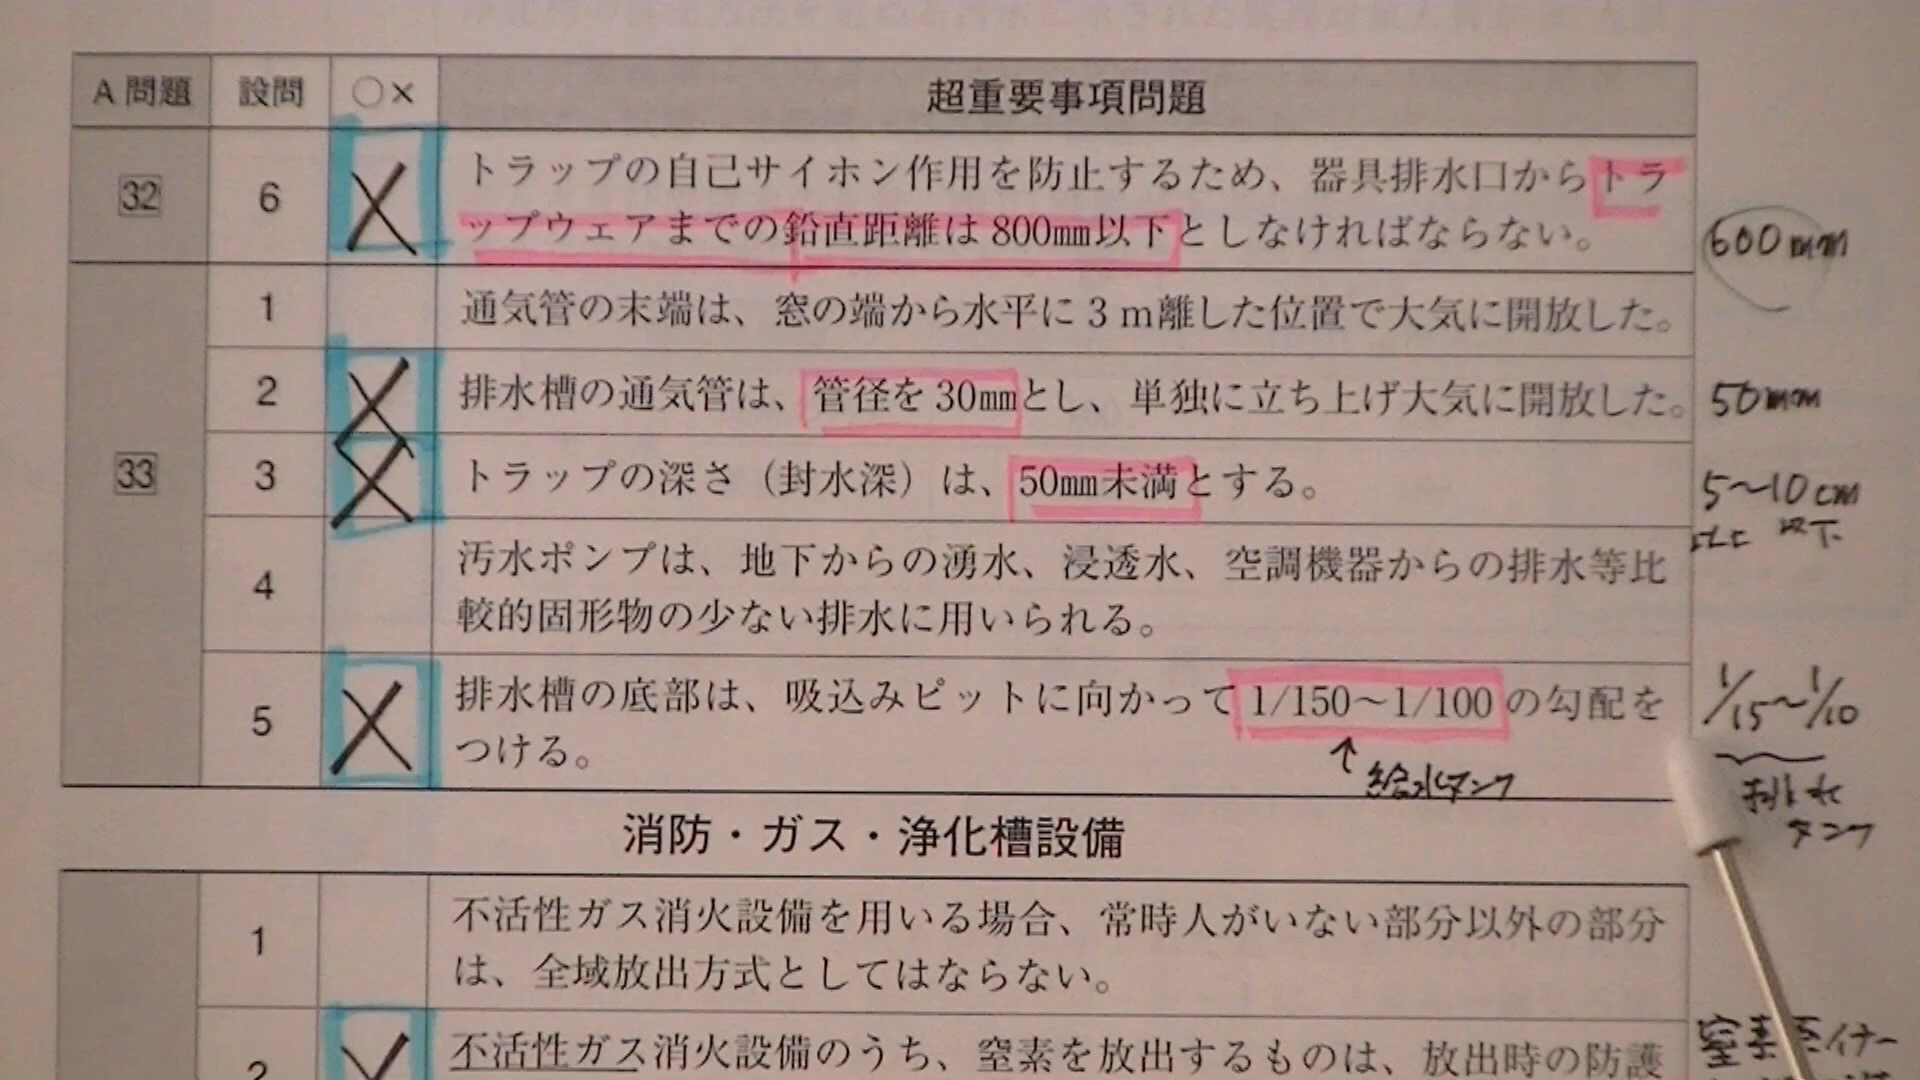 A 問題 設問 ○× 超重要事項問題
32 6 × トラップの自己サイホン作用を防止するため、器具排水口からトラ
ップウェアまでの鉛直距離は800mm以下としなければならない。 600mm
33
1 通気管の末端は、窓の端から水平に3m離した位置で大気に開放した。
2 × 排水槽の通気管は、管径を30mmとし、単独に立ち上げ大気に開放した。 50mm
3 × トラップの深さ（封水深）は、50mm未満とする。 5〜10cm
以上 以下
4 汚水ポンプは、地下からの湧水、浸透水、空調機器からの排水等比
較的固形物の少ない排水に用いられる。
5 × 排水槽の底部は、吸込みピットに向かって1/150〜1/100の勾配を 1/15〜1/10
つける。
↑ 給水タンク
排水
タンク
消防・ガス・浄化槽設備
1 不活性ガス消火設備を用いる場合、常時人がいない部分以外の部分
は、全域放出方式としてはならない。
2 不活性ガス消火設備のうち、窒素を放出するものは、放出時の防護
窒素